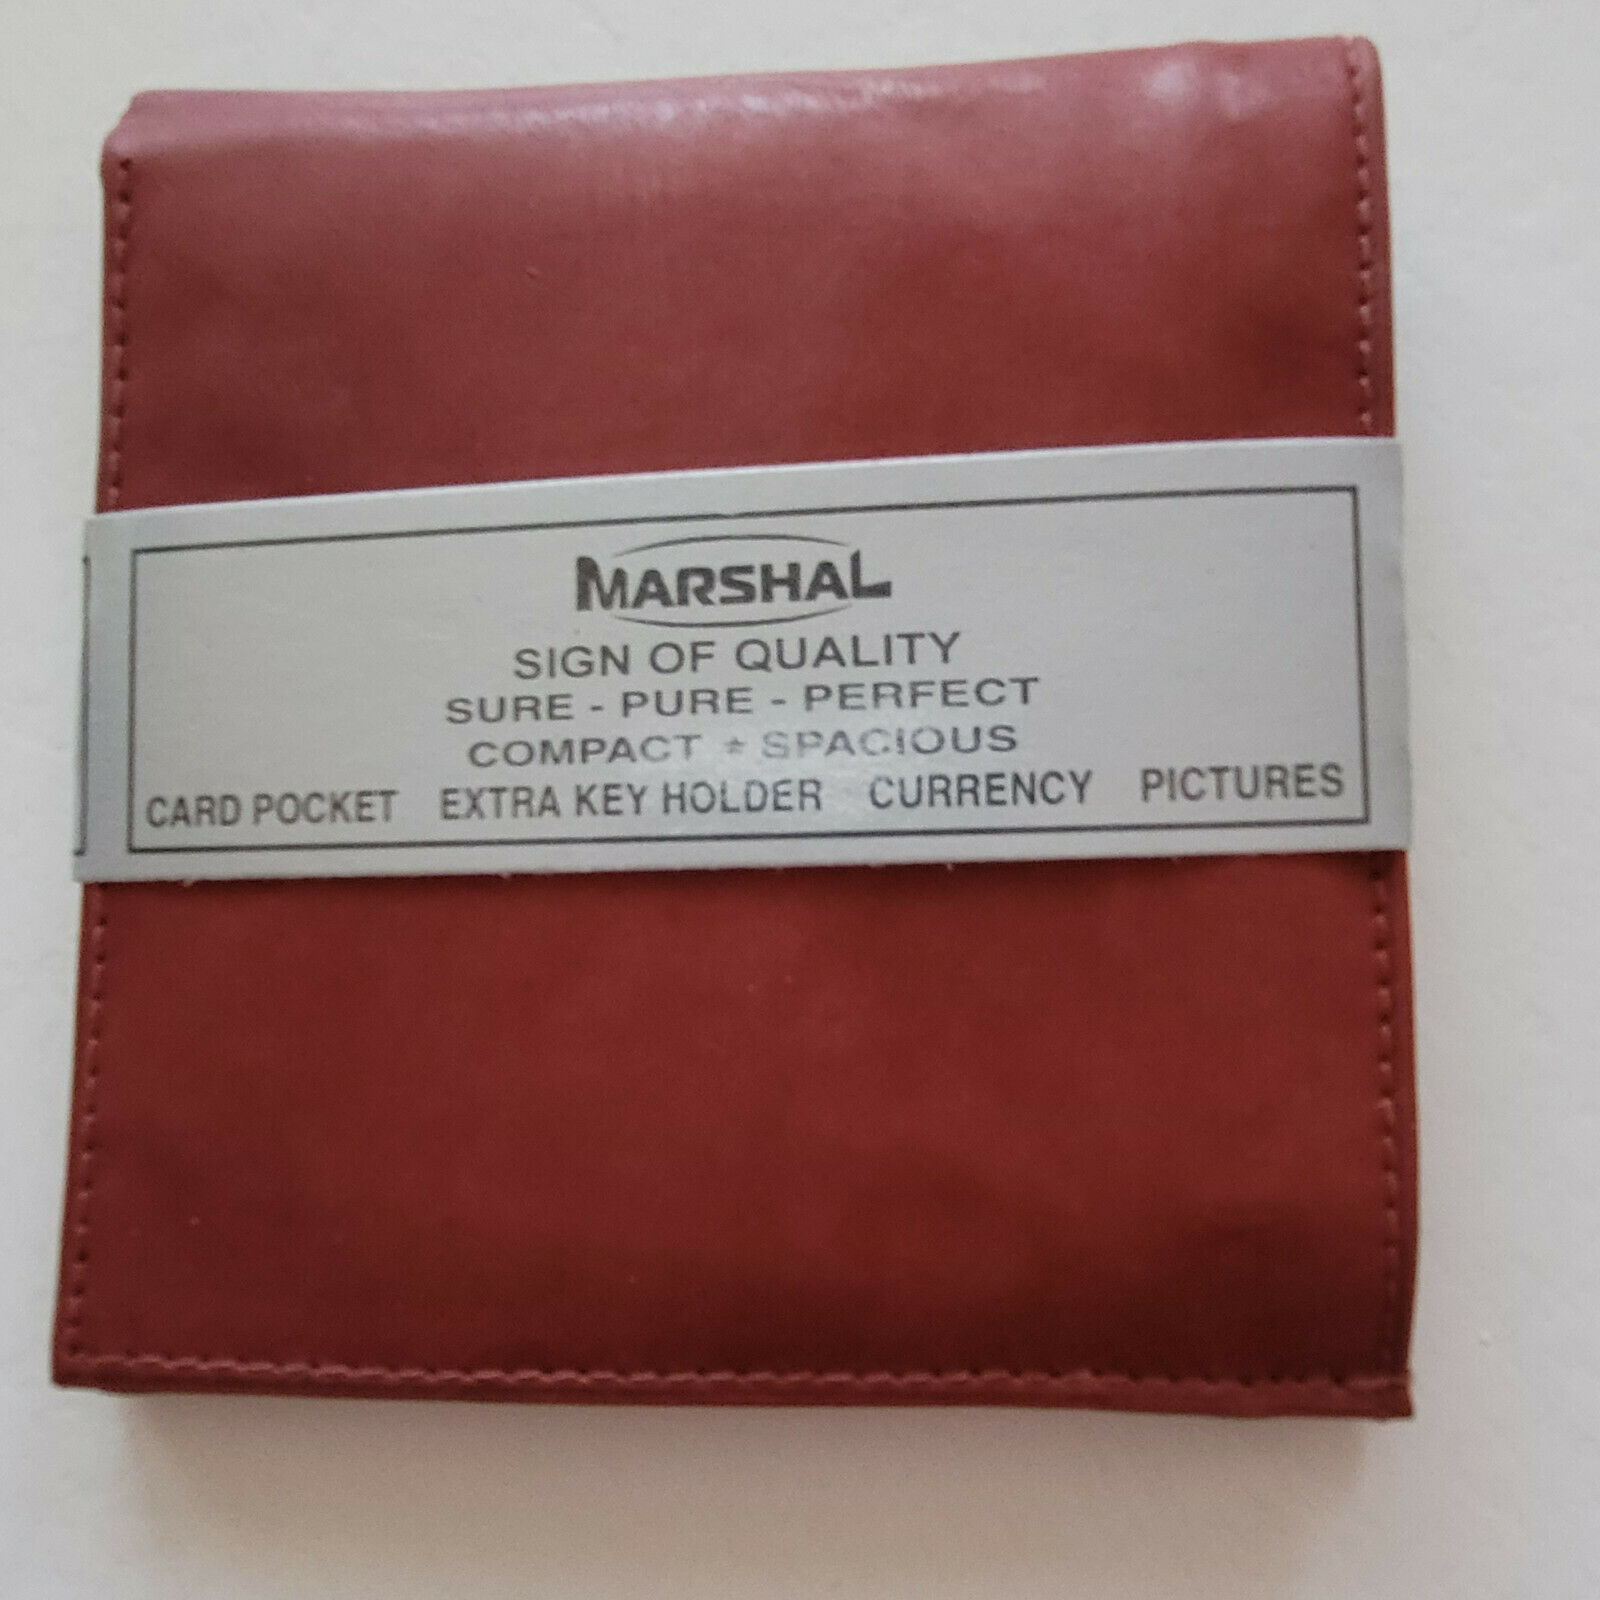 MARSHAL
SIGN OF QUALITY
SURE - PURE - PERFECT
COMPACT * SPACIOUS
CARD POCKET EXTRA KEY HOLDER CURRENCY PICTURES